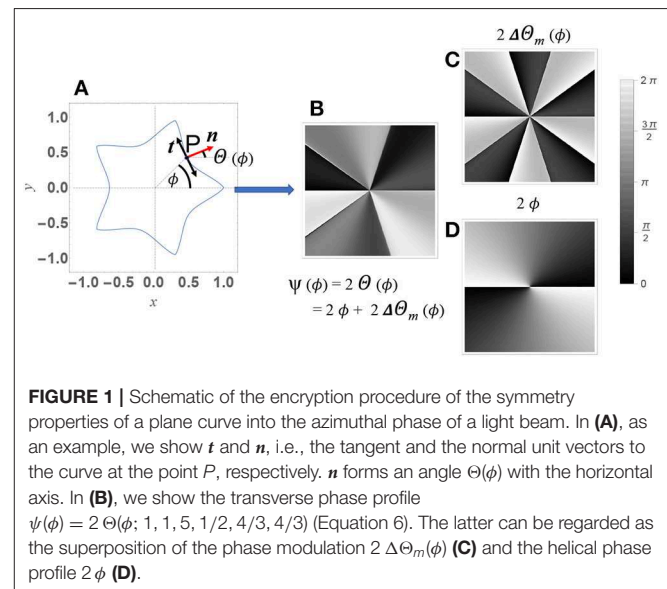 2 ΔΘm (ϕ)
A
C
2 π
1.0
B
3π/2
t
P
n
0.5
Θ (ϕ)
π
y
0.0
ϕ
2 ϕ
π/2
−0.5
D
0
−1.0
ψ (ϕ) = 2 Θ (ϕ)
−1.0 −0.5 0.0 0.5 1.0
= 2 ϕ + 2 ΔΘm (ϕ)
x
FIGURE 1 | Schematic of the encryption procedure of the symmetry
properties of a plane curve into the azimuthal phase of a light beam. In (A), as
an example, we show t and n, i.e., the tangent and the normal unit vectors to
the curve at the point P, respectively. n forms an angle Θ(ϕ) with the horizontal
axis. In (B), we show the transverse phase profile
ψ(ϕ) = 2 Θ(ϕ; 1, 1, 5, 1/2, 4/3, 4/3) (Equation 6). The latter can be regarded as
the superposition of the phase modulation 2 ΔΘm(ϕ) (C) and the helical phase
profile 2 ϕ (D).